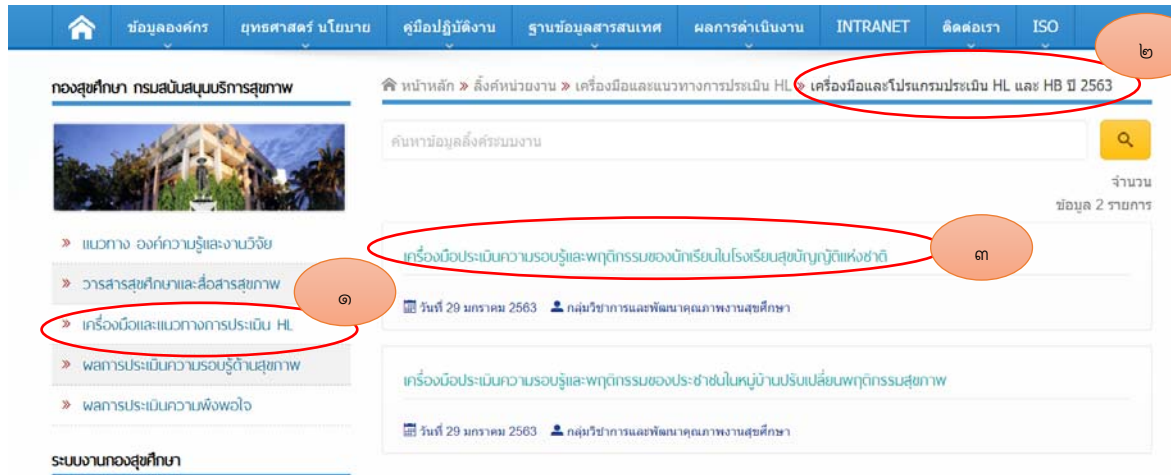 ข้อมูลองค์กร ยุทธศาสตร์ นโยบาย คู่มือปฏิบัติงาน ฐานข้อมูลสารสนเทศ ผลการดำเนินงาน INTRANET ติดต่อเรา ISO
๒
กองสุขศึกษา กรมสนับสนุนบริการสุขภาพ
หน้าหลัก » ลิ้งค์หน่วยงาน » เครื่องมือและแนวทางการประเมิน HL » เครื่องมือและโปรแกรมประเมิน HL และ HB ปี 2563
ค้นหาข้อมูลลิ้งค์ระบบงาน
จำนวน
ข้อมูล 2 รายการ
» แนวทาง องค์ความรู้และงานวิจัย
» วารสารสุขศึกษาและสื่อสารสุขภาพ
๑
» เครื่องมือและแนวทางการประเมิน HL
» ผลการประเมินความรอบรู้ด้านสุขภาพ
» ผลการประเมินความพึงพอใจ
ระบบงานกองสุขศึกษา
เครื่องมือประเมินความรอบรู้และพฤติกรรมของนักเรียนในโรงเรียนสุขบัญญัติแห่งชาติ
๓
วันที่ 29 มกราคม 2563 กลุ่มวิชาการและพัฒนาคุณภาพงานสุขศึกษา
เครื่องมือประเมินความรอบรู้และพฤติกรรมของประชาชนในหมู่บ้านปรับเปลี่ยนพฤติกรรมสุขภาพ
วันที่ 29 มกราคม 2563 กลุ่มวิชาการและพัฒนาคุณภาพงานสุขศึกษา